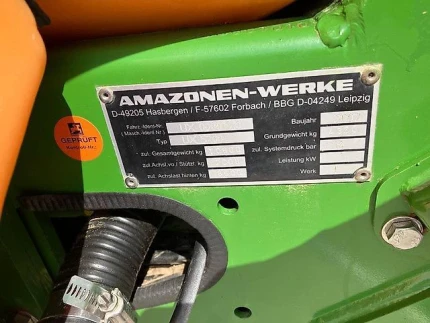 AMAZONEN-WERKE
D-49205 Hasbergen / F-57602 Forbach / BBG D-04249 Leipzig
Fahrz.-Ident-Nr.
(Masch.-Ident-Nr.)
Typ
zul. Gesamtgewicht kg
zul. Achsl.vo / Stützl. kg
zul. Achslast hinten kg
Baujahr
Grundgewicht kg
zul. Systemdruck bar
Leistung kW
Werk
GEPRÜFT